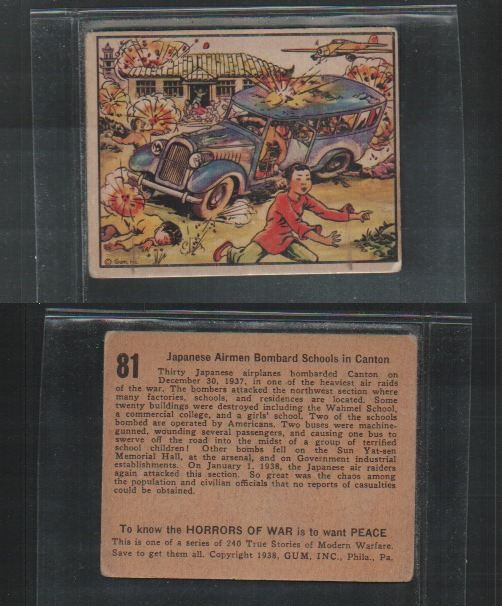 © Gum, Inc.
81
Japanese Airmen Bombard Schools in Canton
Thirty Japanese airplanes bombarded Canton on
December 30, 1937, in one of the heaviest air raids
of the war. The bombers attacked the northwest section where
many factories, schools, and residences are located. Some
twenty buildings were destroyed including the Wahmei School,
a commercial college, and a girls' school. Two of the schools
bombed are operated by Americans. Two buses were machine-
gunned, wounding several passengers, and causing one bus to
swerve off the road into the midst of a group of terrified
school children! Other bombs fell on the Sun Yat-sen
Memorial Hall, at the arsenal, and on Government industrial
establishments. On January 1, 1938, the Japanese air raiders
again attacked this section. So great was the chaos among
the population and civilian officials that no reports of casualties
could be obtained.
To know the HORRORS OF WAR is to want PEACE
This is one of a series of 240 True Stories of Modern Warfare.
Save to get them all. Copyright 1938, GUM, INC., Phila., Pa.